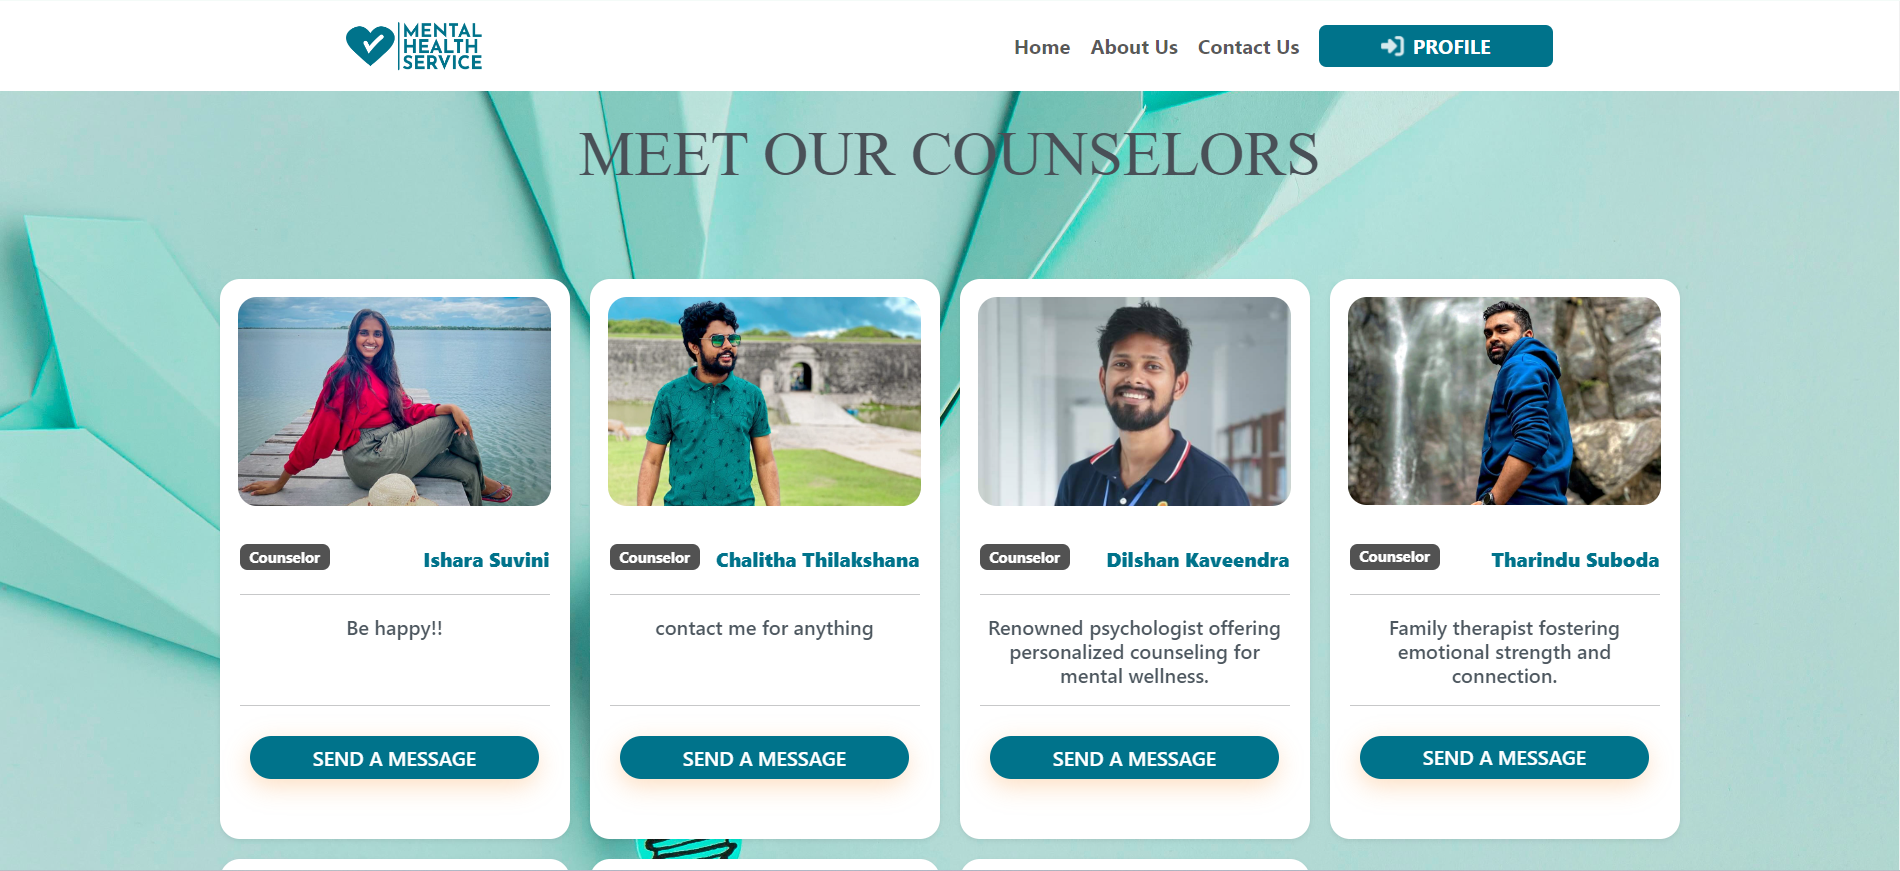 MENTAL
HEALTH
SERVICE
Home
About Us
Contact Us
PROFILE
MEET OUR COUNSELORS
Counselor
Ishara Suvini
Be happy!!
SEND A MESSAGE
Counselor
Chalitha Thilakshana
contact me for anything
SEND A MESSAGE
Counselor
Dilshan Kaveendra
Renowned psychologist offering
personalized counseling for
mental wellness.
SEND A MESSAGE
Counselor
Tharindu Suboda
Family therapist fostering
emotional strength and
connection.
SEND A MESSAGE